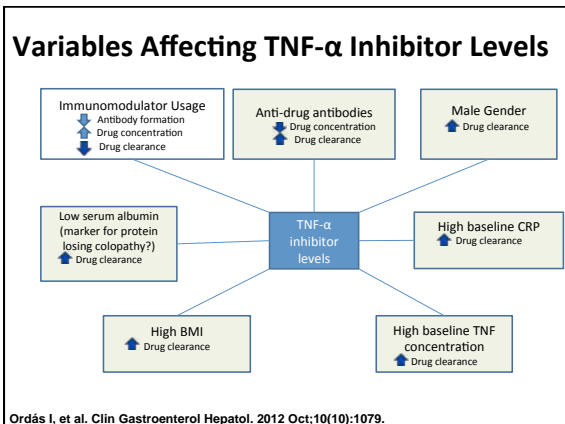 Variables Affecting TNF-α Inhibitor Levels
Immunomodulator Usage
Antibody formation
Drug concentration
Drug clearance
Anti-drug antibodies
Drug concentration
Drug clearance
Male Gender
Drug clearance
Low serum albumin
(marker for protein
losing colopathy?)
Drug clearance
TNF-α
inhibitor
levels
High baseline CRP
Drug clearance
High BMI
Drug clearance
High baseline TNF
concentration
Drug clearance
Ordás I, et al. Clin Gastroenterol Hepatol. 2012 Oct;10(10):1079.